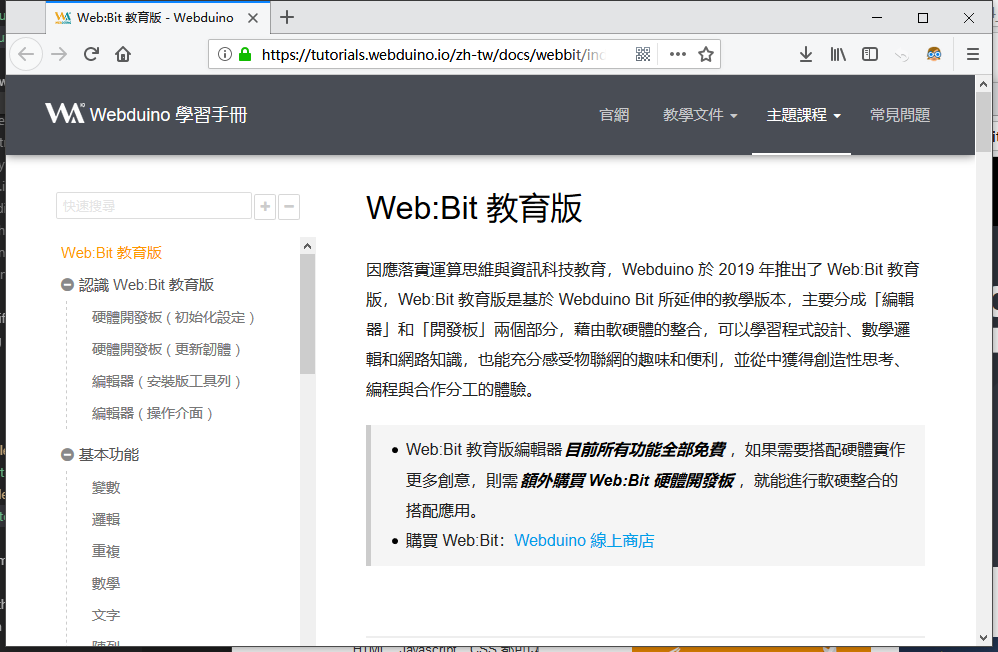 Web:Bit 教育版 - Webduino
https://tutorials.webduino.io/zh-tw/docs/webbit/in
Webduino 學習手冊
官網 教學文件 主題課程 常見問題
快速搜尋
Web:Bit 教育版
認識 Web:Bit 教育版
硬體開發板 ( 初始化設定 )
硬體開發板 ( 更新韌體 )
編輯器 ( 安裝版工具列 )
編輯器 ( 操作介面 )
基本功能
變數
邏輯
重複
數學
文字
陣列
Web:Bit 教育版
因應落實運算思維與資訊科技教育，Webduino 於 2019 年推出了 Web:Bit 教育
版，Web:Bit 教育版是基於 Webduino Bit 所延伸的教學版本，主要分成「編輯
器」和「開發板」兩個部分，藉由軟硬體的整合，可以學習程式設計、數學邏
輯和網路知識，也能充分感受物聯網的趣味和便利，並從中獲得創造性思考、
編程與合作分工的體驗。
Web:Bit 教育版編輯器目前所有功能全部免費，如果需要搭配硬體實作
更多創意，則需額外購買 Web:Bit 硬體開發板，就能進行軟硬整合的
搭配應用。
購買 Web:Bit：Webduino 線上商店